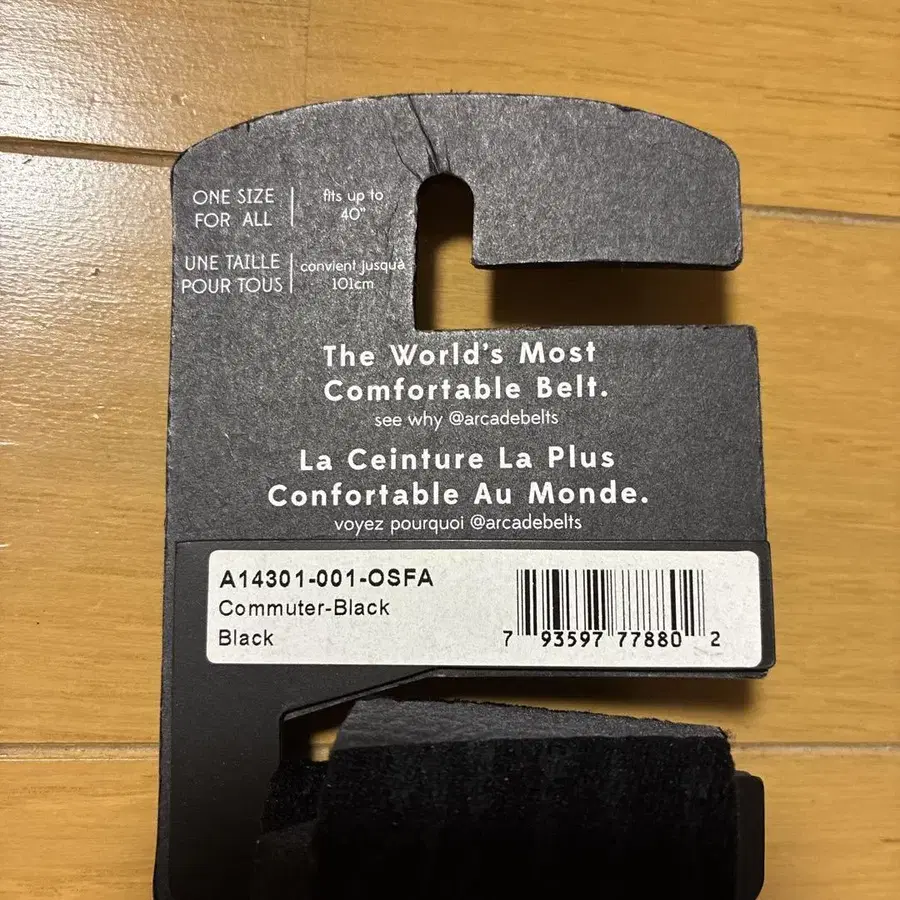 ONE SIZE
FOR ALL
fits up to
40"
UNE TAILLE
POUR TOUS
convient jusqu'à
101cm
The World's Most
Comfortable Belt.
see why @arcadebelts
La Ceinture La Plus
Confortable Au Monde.
voyez pourquoi @arcadebelts
A14301-001-OSFA
Commuter-Black
Black
7 93597 77880 2